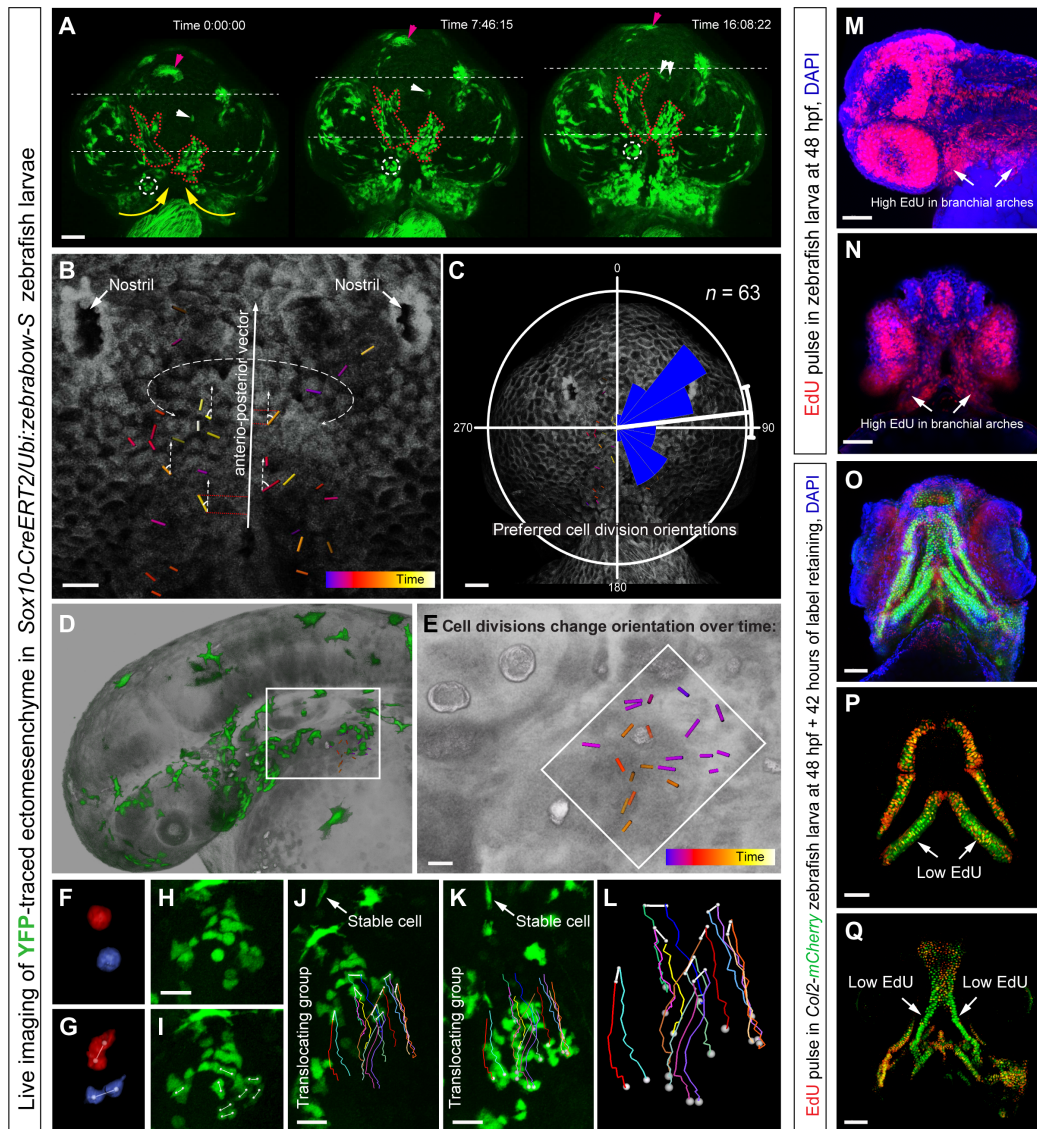 Live imaging of YFP-traced ectomesenchyme in Sox10-CreERT2/Ubi:zebrabow-S zebrafish larvae
A
Time 0:00:00
Time 7:46:15
Time 16:08:22
B
Nostril
Nostril
anterio-posterior vector
Time
C
n = 63
0
90
180
270
Preferred cell division orientations
D
E
Cell divisions change orientation over time:
Time
F
G
H
I
J
Stable cell
Translocating group
K
Stable cell
Translocating group
L
EdU pulse in zebrafish larva at 48 hpf, DAPI
M
High EdU in branchial arches
N
High EdU in branchial arches
EdU pulse in Col2-mCherry zebrafish larva at 48 hpf + 42 hours of label retaining, DAPI
O
P
Low EdU
Q
Low EdU
Low EdU